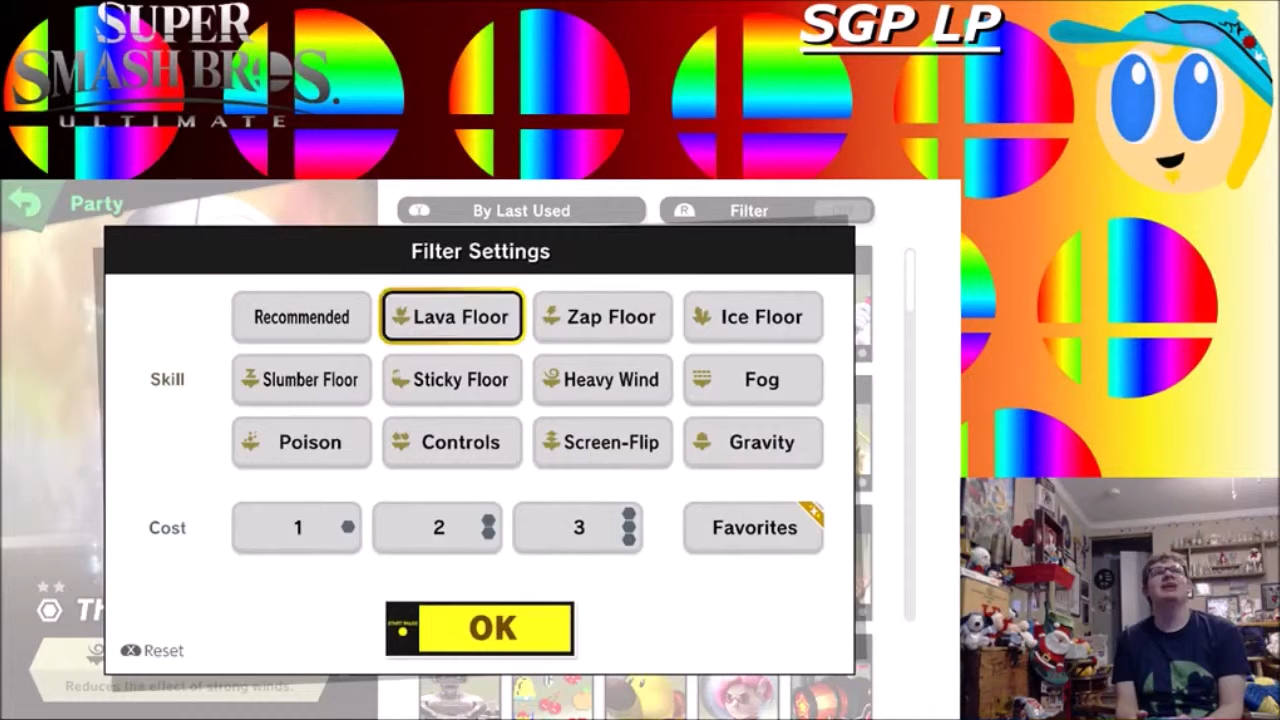 SUPER
SMASH BROS.
ULTIMATE
SGP LP
Party
By Last Used
R
Filter
Filter Settings
Skill
Recommended
Lava Floor
Zap Floor
Ice Floor
Slumber Floor
Sticky Floor
Heavy Wind
Fog
Poison
Controls
Screen-Flip
Gravity
Cost
1
2
3
Favorites
OK
X Reset
Th
Reduces the effect of strong winds.